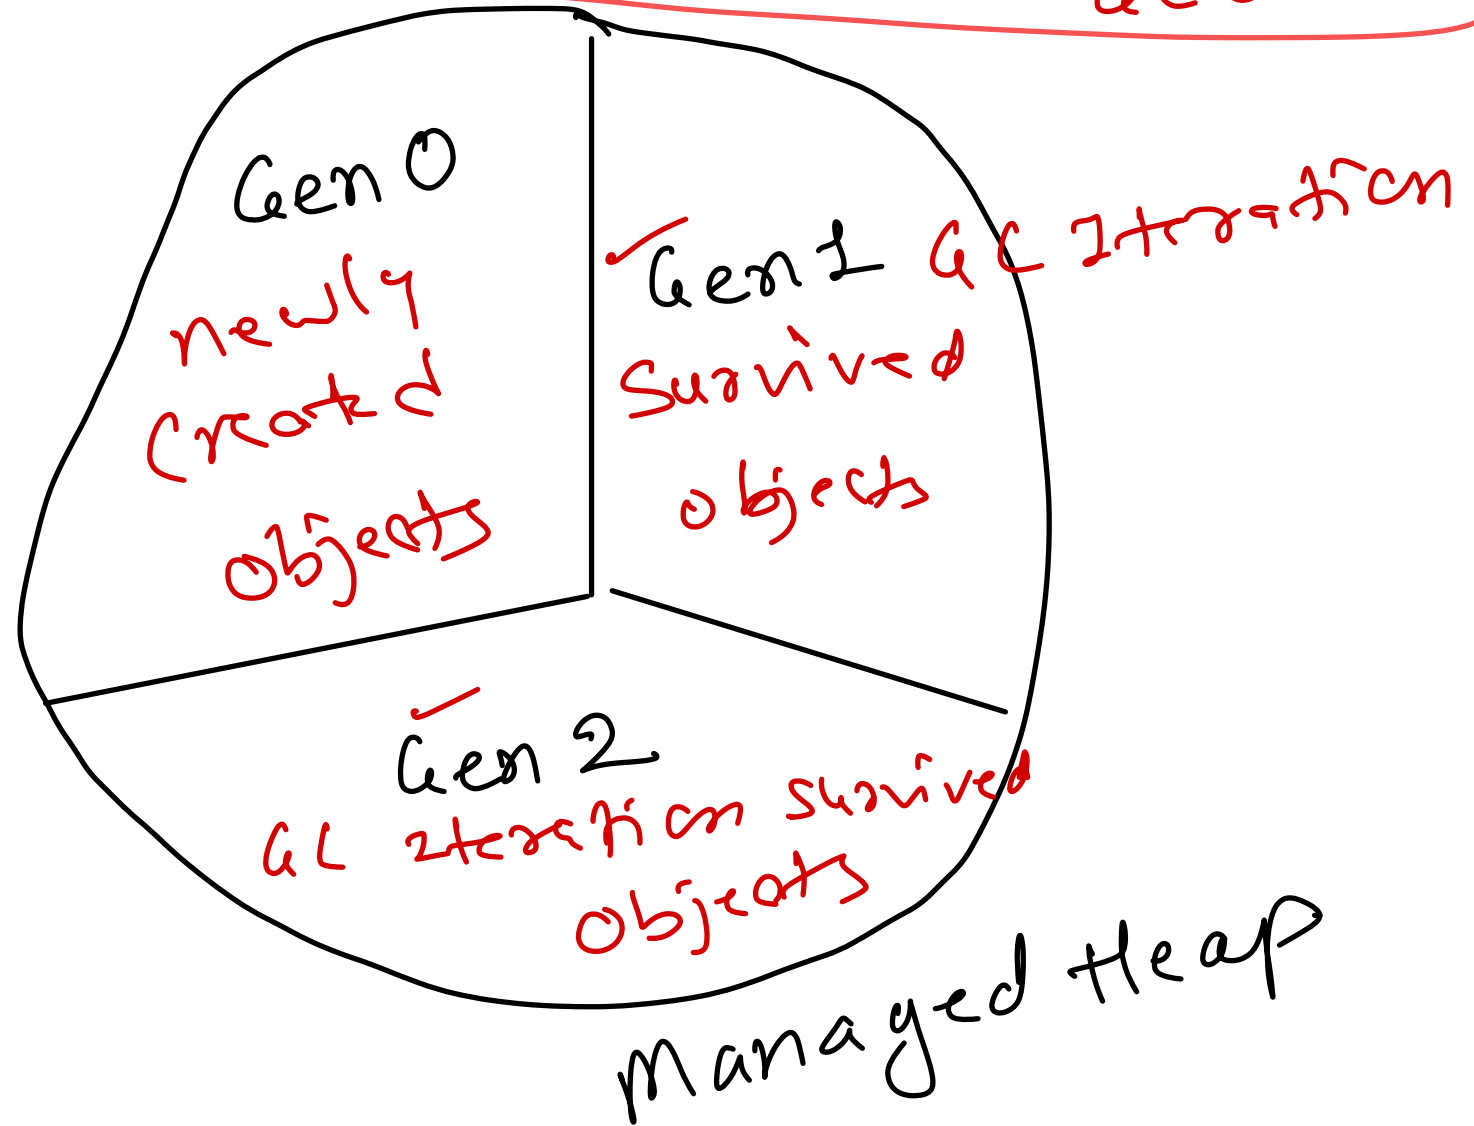 Gen 0
newly
created
objects
Gen 1 GC Iteration
Survived
objects
Gen 2
GC Iteration survived
objects
Managed Heap